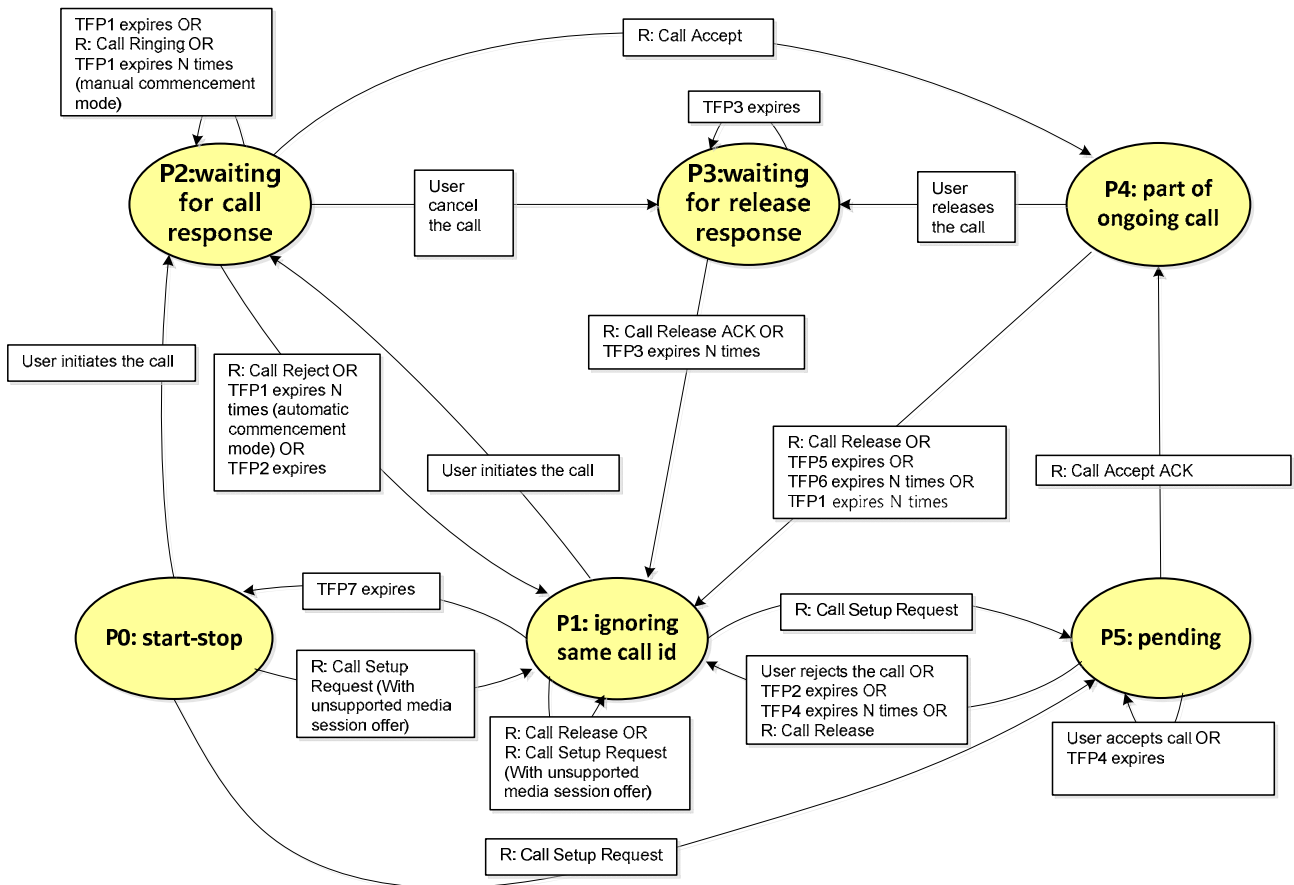 TFP1 expires OR
R: Call Ringing OR
TFP1 expires N times
(manual commencement
mode)
R: Call Accept
TFP3 expires
P2:waiting
for call
response
User
cancel
the call
P3:waiting
for release
response
User
releases
the call
P4: part of
ongoing call
User initiates the call
R: Call Reject OR
TFP1 expires N
times (automatic
commencement
mode) OR
TFP2 expires
R: Call Release ACK OR
TFP3 expires N times
User initiates the call
R: Call Release OR
TFP5 expires OR
TFP6 expires N times OR
TFP1 expires N times
R: Call Accept ACK
TFP7 expires
P0: start-stop
P1: ignoring
same call id
R: Call Setup Request
P5: pending
R: Call Setup
Request (With
unsupported media
session offer)
User rejects the call OR
TFP2 expires OR
TFP4 expires N times OR
R: Call Release
R: Call Release OR
R: Call Setup Request
(With unsupported
media session offer)
User accepts call OR
TFP4 expires
R: Call Setup Request